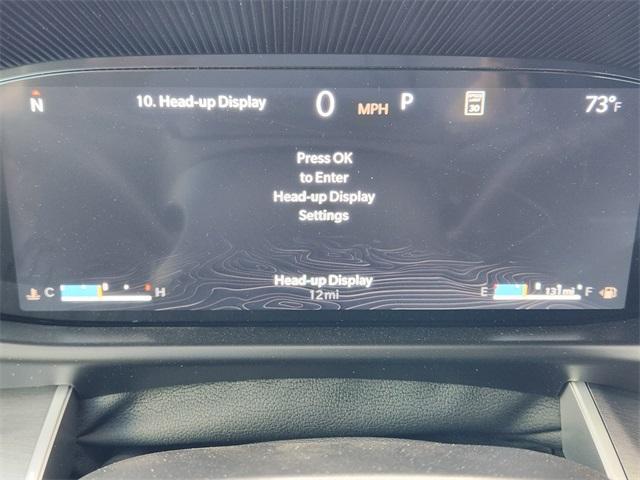 N
10. Head-up Display
0 MPH P
30
73°F
Press OK
to Enter
Head-up Display
Settings
C H
Head-up Display
12mi
E 131mi F